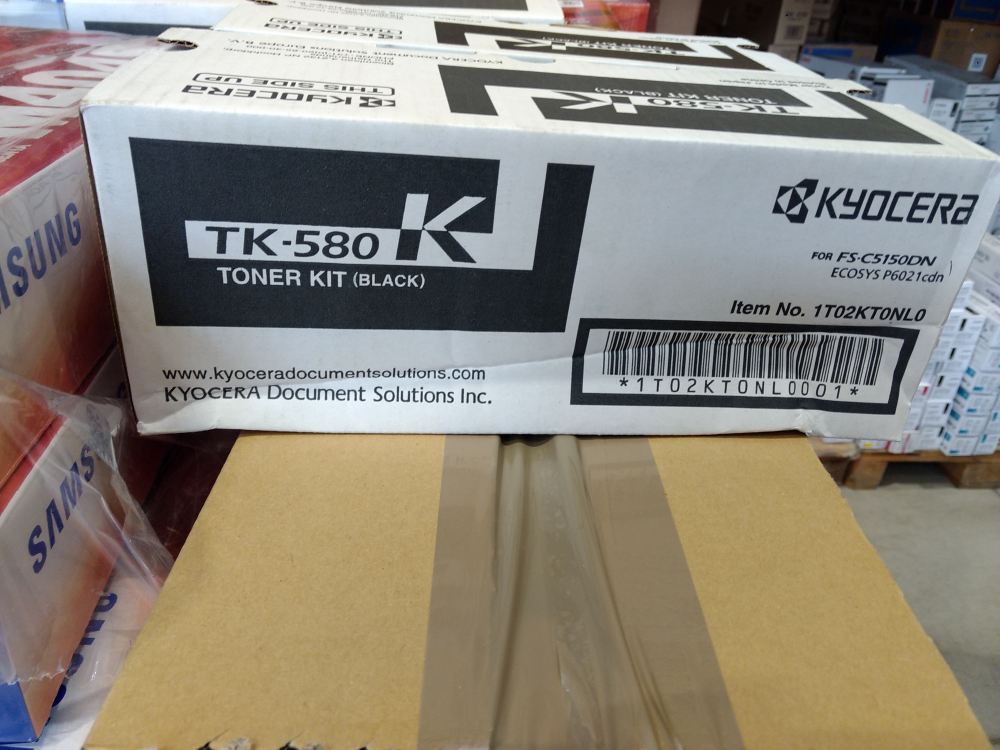 KYOCERA
THIS SIDE UP
TONER KIT (BLACK)
TK-580
TK-580 K
TONER KIT (BLACK)
www.kyoceradocumentsolutions.com
KYOCERA Document Solutions Inc.
KYOCERA
FOR FS-C5150DN
ECOSYS P6021cdn
Item No. 1T02KT0NL0
*1T02KT0NL0001*
SAMSUNG
SAMS